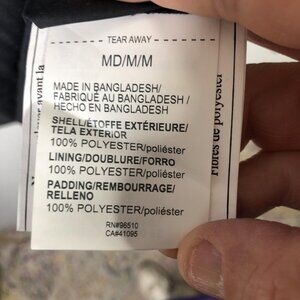 TEAR AWAY
MD/M/M
MADE IN BANGLADESH/
FABRIQUÉ AU BANGLADESH /
HECHO EN BANGLADESH
SHELL/ÉTOFFE EXTÉRIEURE/
TELA EXTERIOR
100% POLYESTER/poliéster
LINING/DOUBLURE/FORRO
100% POLYESTER/poliéster
PADDING/REMBOURRAGE/
RELLENO
100% POLYESTER/poliéster
RN#96510
CA#41095
avant la
Fibres de polyester